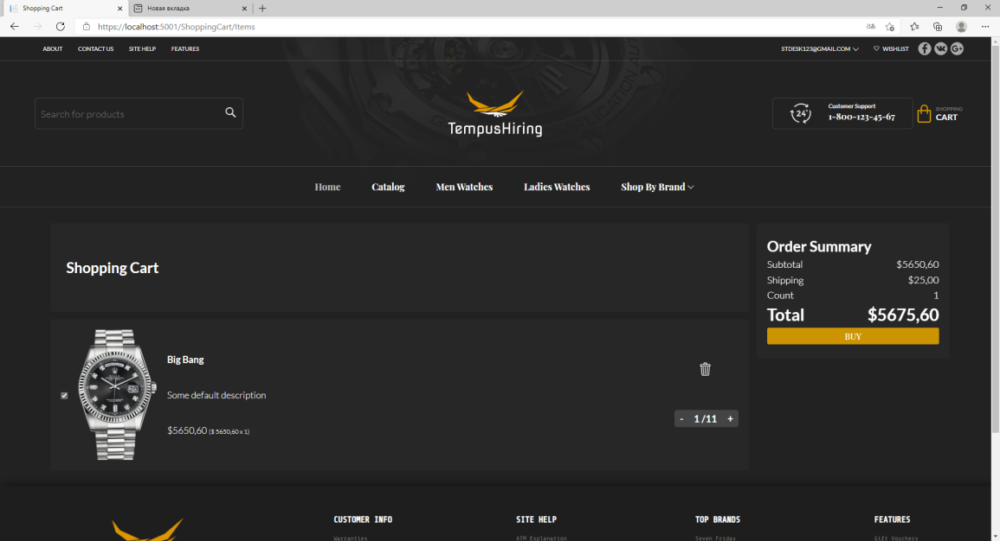 Shopping Cart
Новая вкладка
https://localhost:5001/ShoppingCart/Items
ABOUT CONTACT US SITE HELP FEATURES
STDESK123@GMAIL.COM WISHLIST
Search for products
TempusHiring
24
Customer Support
1-800-123-45-67
SHOPPING
CART
Home Catalog Men Watches Ladies Watches Shop By Brand
Shopping Cart
Order Summary
Subtotal $5650,60
Shipping $25,00
Count 1
Total $5675,60
BUY
Big Bang
Some default description
$5650,60 ($ 5650,60 x 1)
- 1 /11 +
CUSTOMER INFO SITE HELP TOP BRANDS FEATURES
Warranties ATM Explanation Seven Friday Gift Vouchers